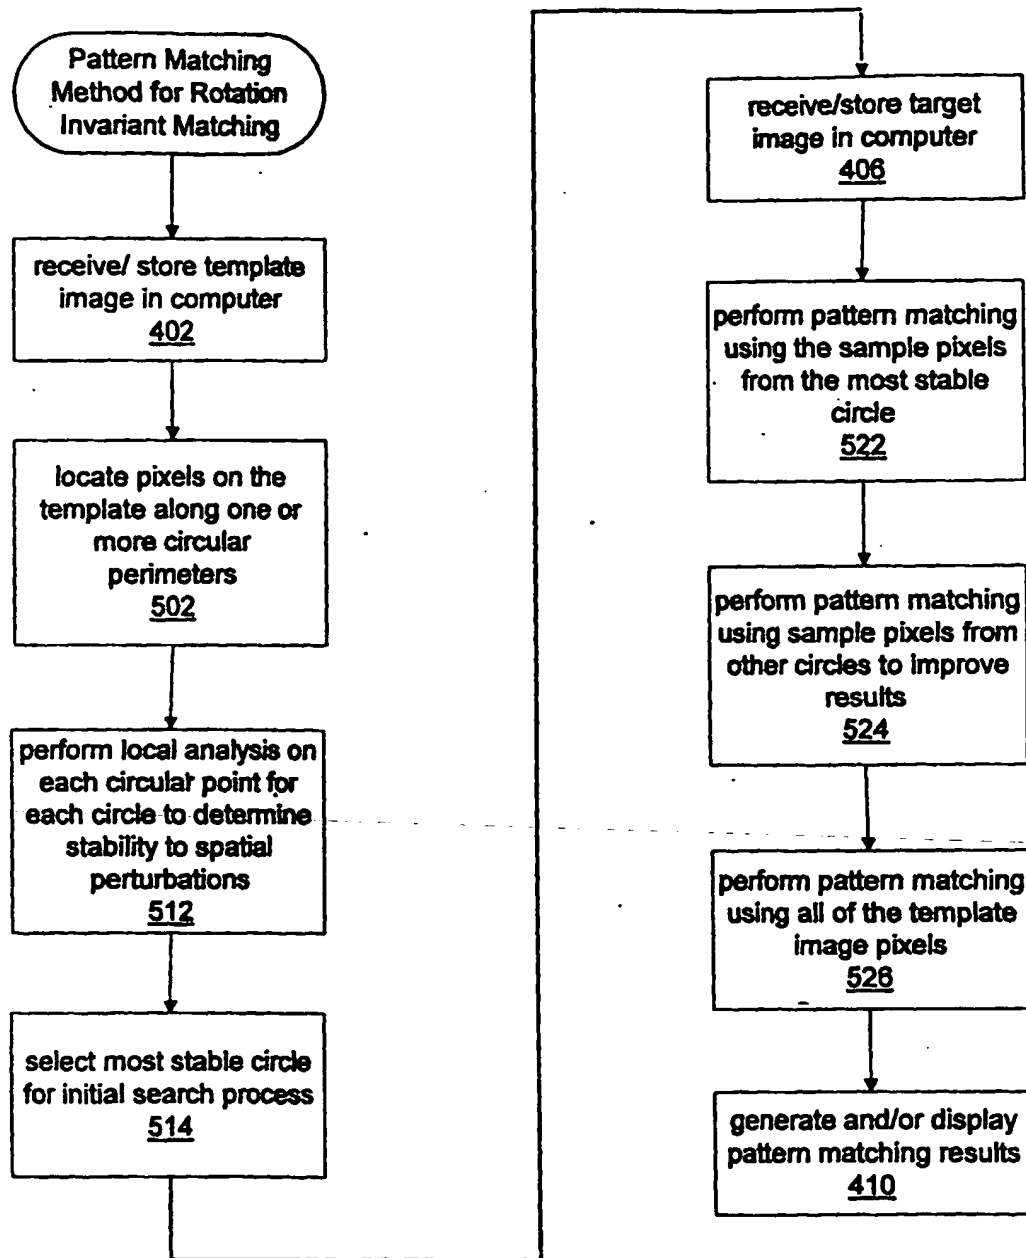 Pattern Matching
Method for Rotation
Invariant Matching
receive/ store template
image in computer
402
locate pixels on the
template along one or
more circular
perimeters
502
perform local analysis on
each circular point for
each circle to determine
stability to spatial
perturbations
512
select most stable circle
for initial search process
514
receive/store target
image in computer
406
perform pattern matching
using the sample pixels
from the most stable
circle
522
perform pattern matching
using sample pixels from
other circles to improve
results
524
perform pattern matching
using all of the template
image pixels
526
generate and/or display
pattern matching results
410